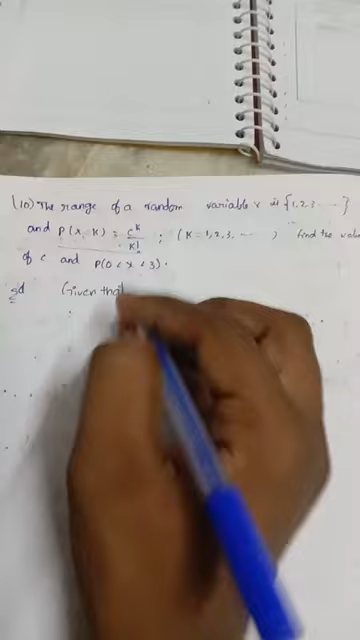 (10) The range of a random variable x is {1,2,3.....}
and P(x, k) = c^k/k! ; (K = 1,2,3, ..... ) find the value
of c and P(0 < x < 3).
Sol Given that